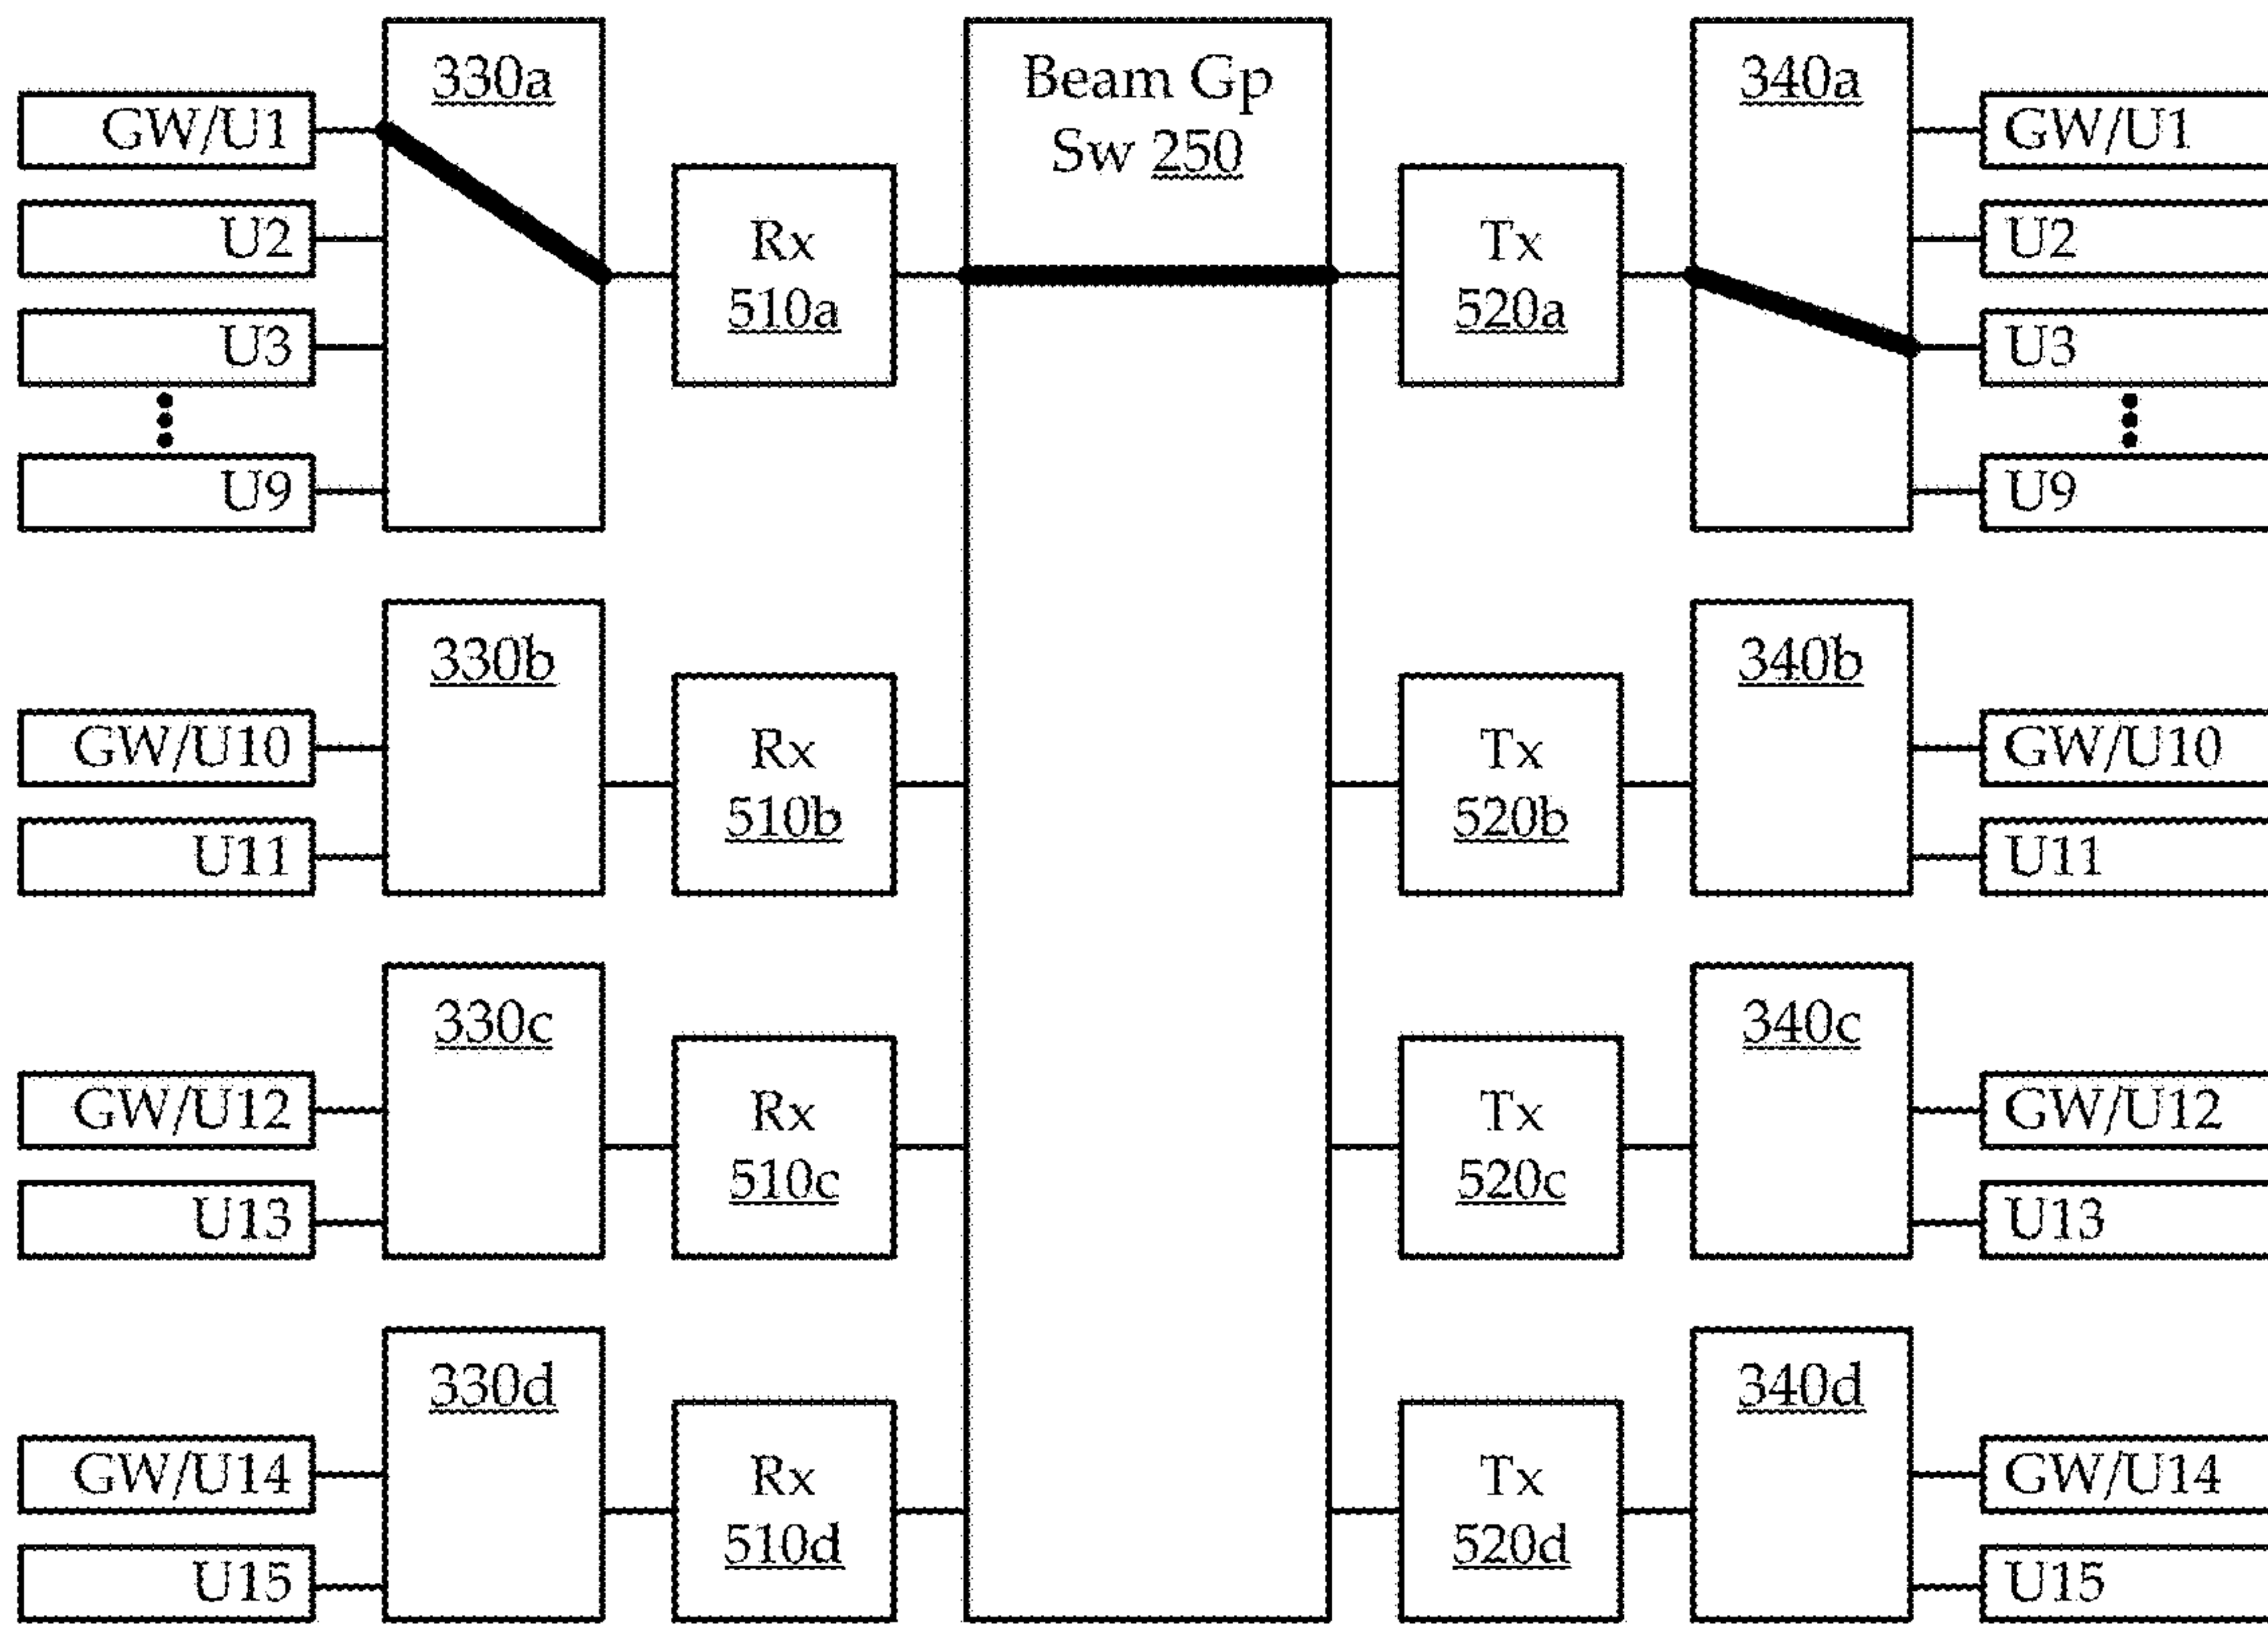 330a
Beam Gp
Sw 250
340a
GW/U1
U2
U3
U9
Rx
510a
Tx
520a
GW/U1
U2
U3
U9
330b
340b
GW/U10
U11
Rx
510b
Tx
520b
GW/U10
U11
330c
340c
GW/U12
U13
Rx
510c
Tx
520c
GW/U12
U13
330d
340d
GW/U14
U15
Rx
510d
Tx
520d
GW/U14
U15